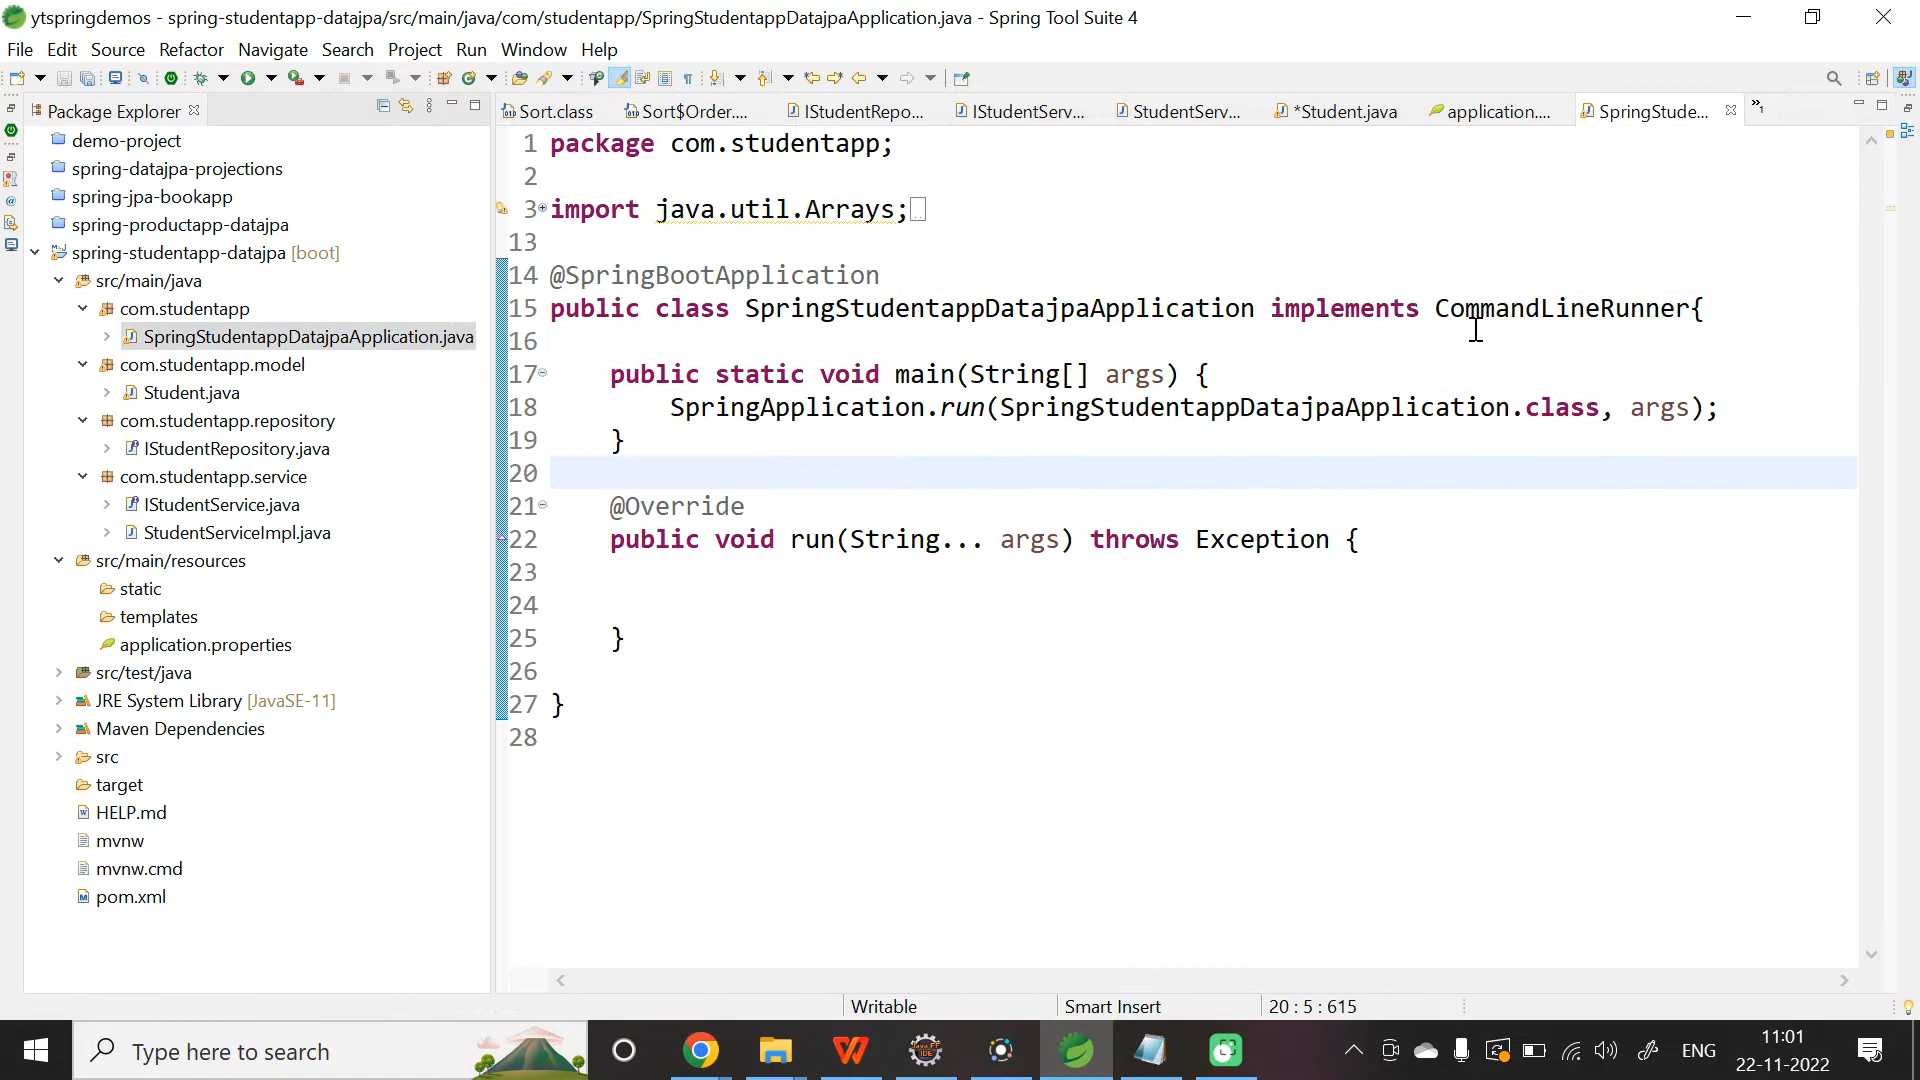 ytspringdemos - spring-studentapp-datajpa/src/main/java/com/studentapp/SpringStudentappDatajpaApplication.java - Spring Tool Suite 4
File Edit Source Refactor Navigate Search Project Run Window Help
Package Explorer
Sort.class Sort$Order.... IStudentRepo... IStudentServ... StudentServ... *Student.java application.... SpringStude... »1
demo-project
spring-datajpa-projections
spring-jpa-bookapp
spring-productapp-datajpa
spring-studentapp-datajpa [boot]
src/main/java
com.studentapp
SpringStudentappDatajpaApplication.java
com.studentapp.model
Student.java
com.studentapp.repository
IStudentRepository.java
com.studentapp.service
IStudentService.java
StudentServiceImpl.java
src/main/resources
static
templates
application.properties
src/test/java
JRE System Library [JavaSE-11]
Maven Dependencies
src
target
HELP.md
mvnw
mvnw.cmd
pom.xml
1 package com.studentapp;
2
3 import java.util.Arrays;
13
14 @SpringBootApplication
15 public class SpringStudentappDatajpaApplication implements CommandLineRunner{
16
17 public static void main(String[] args) {
18 SpringApplication.run(SpringStudentappDatajpaApplication.class, args);
19 }
20
21 @Override
22 public void run(String... args) throws Exception {
23
24
25 }
26
27 }
28
Writable Smart Insert 20 : 5 : 615
Type here to search
ENG
11:01
22-11-2022